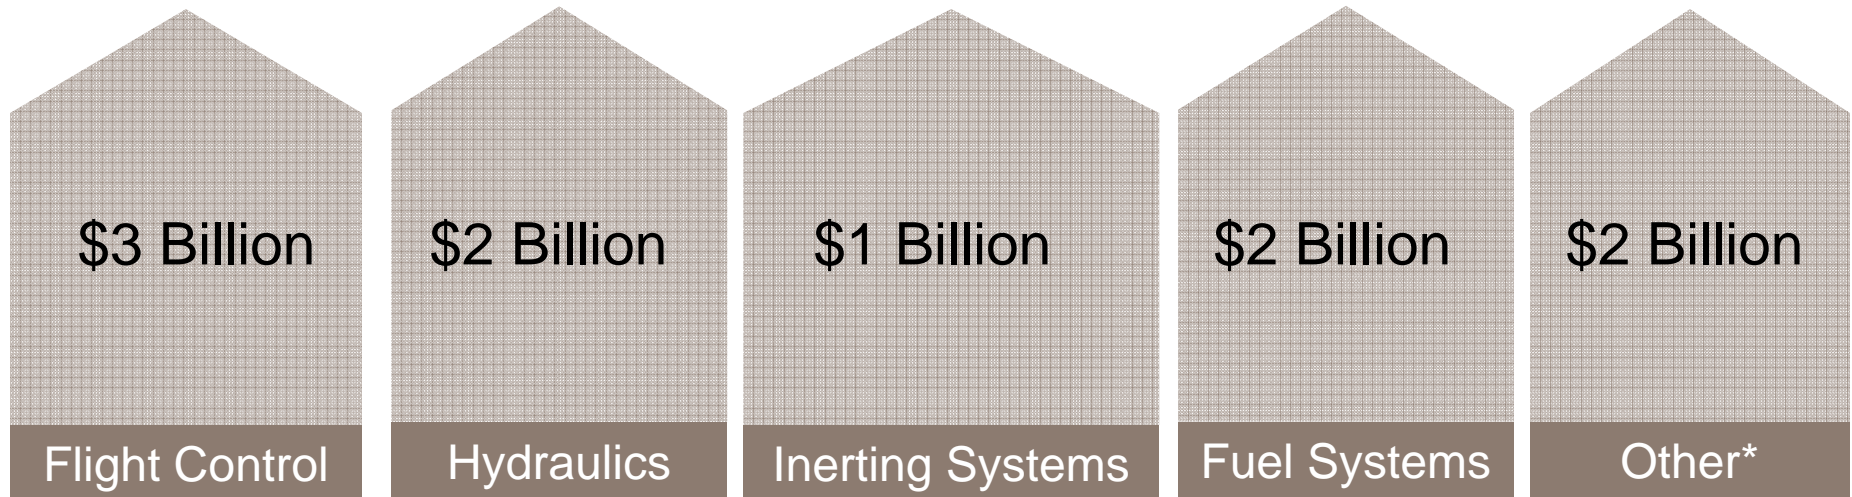 $3 Billion
$2 Billion
$1 Billion
$2 Billion
$2 Billion
Flight Control
Hydraulics
Inerting Systems
Fuel Systems
Other*